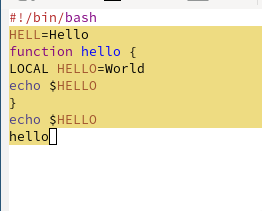 #!/bin/bash
HELL=Hello
function hello {
LOCAL HELLO=World
echo $HELLO
}
echo $HELLO
hello